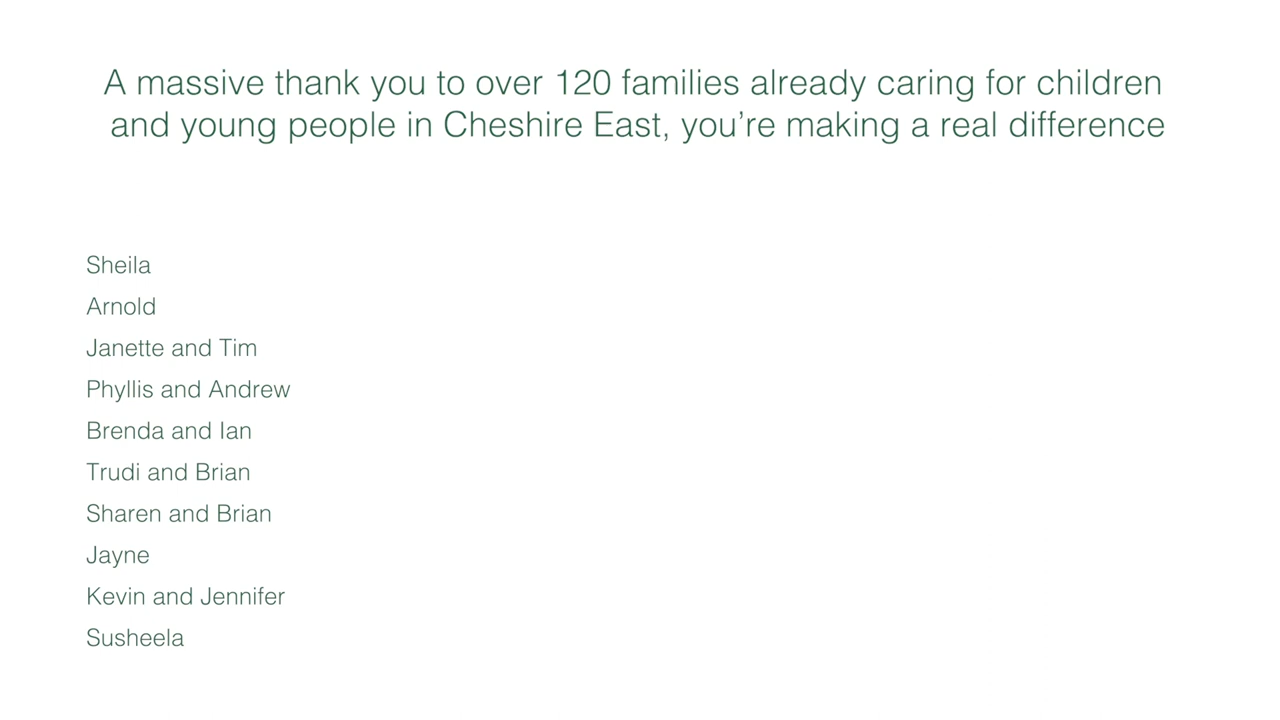 A massive thank you to over 120 families already caring for children
and young people in Cheshire East, you’re making a real difference
Sheila
Arnold
Janette and Tim
Phyllis and Andrew
Brenda and Ian
Trudi and Brian
Sharen and Brian
Jayne
Kevin and Jennifer
Susheela